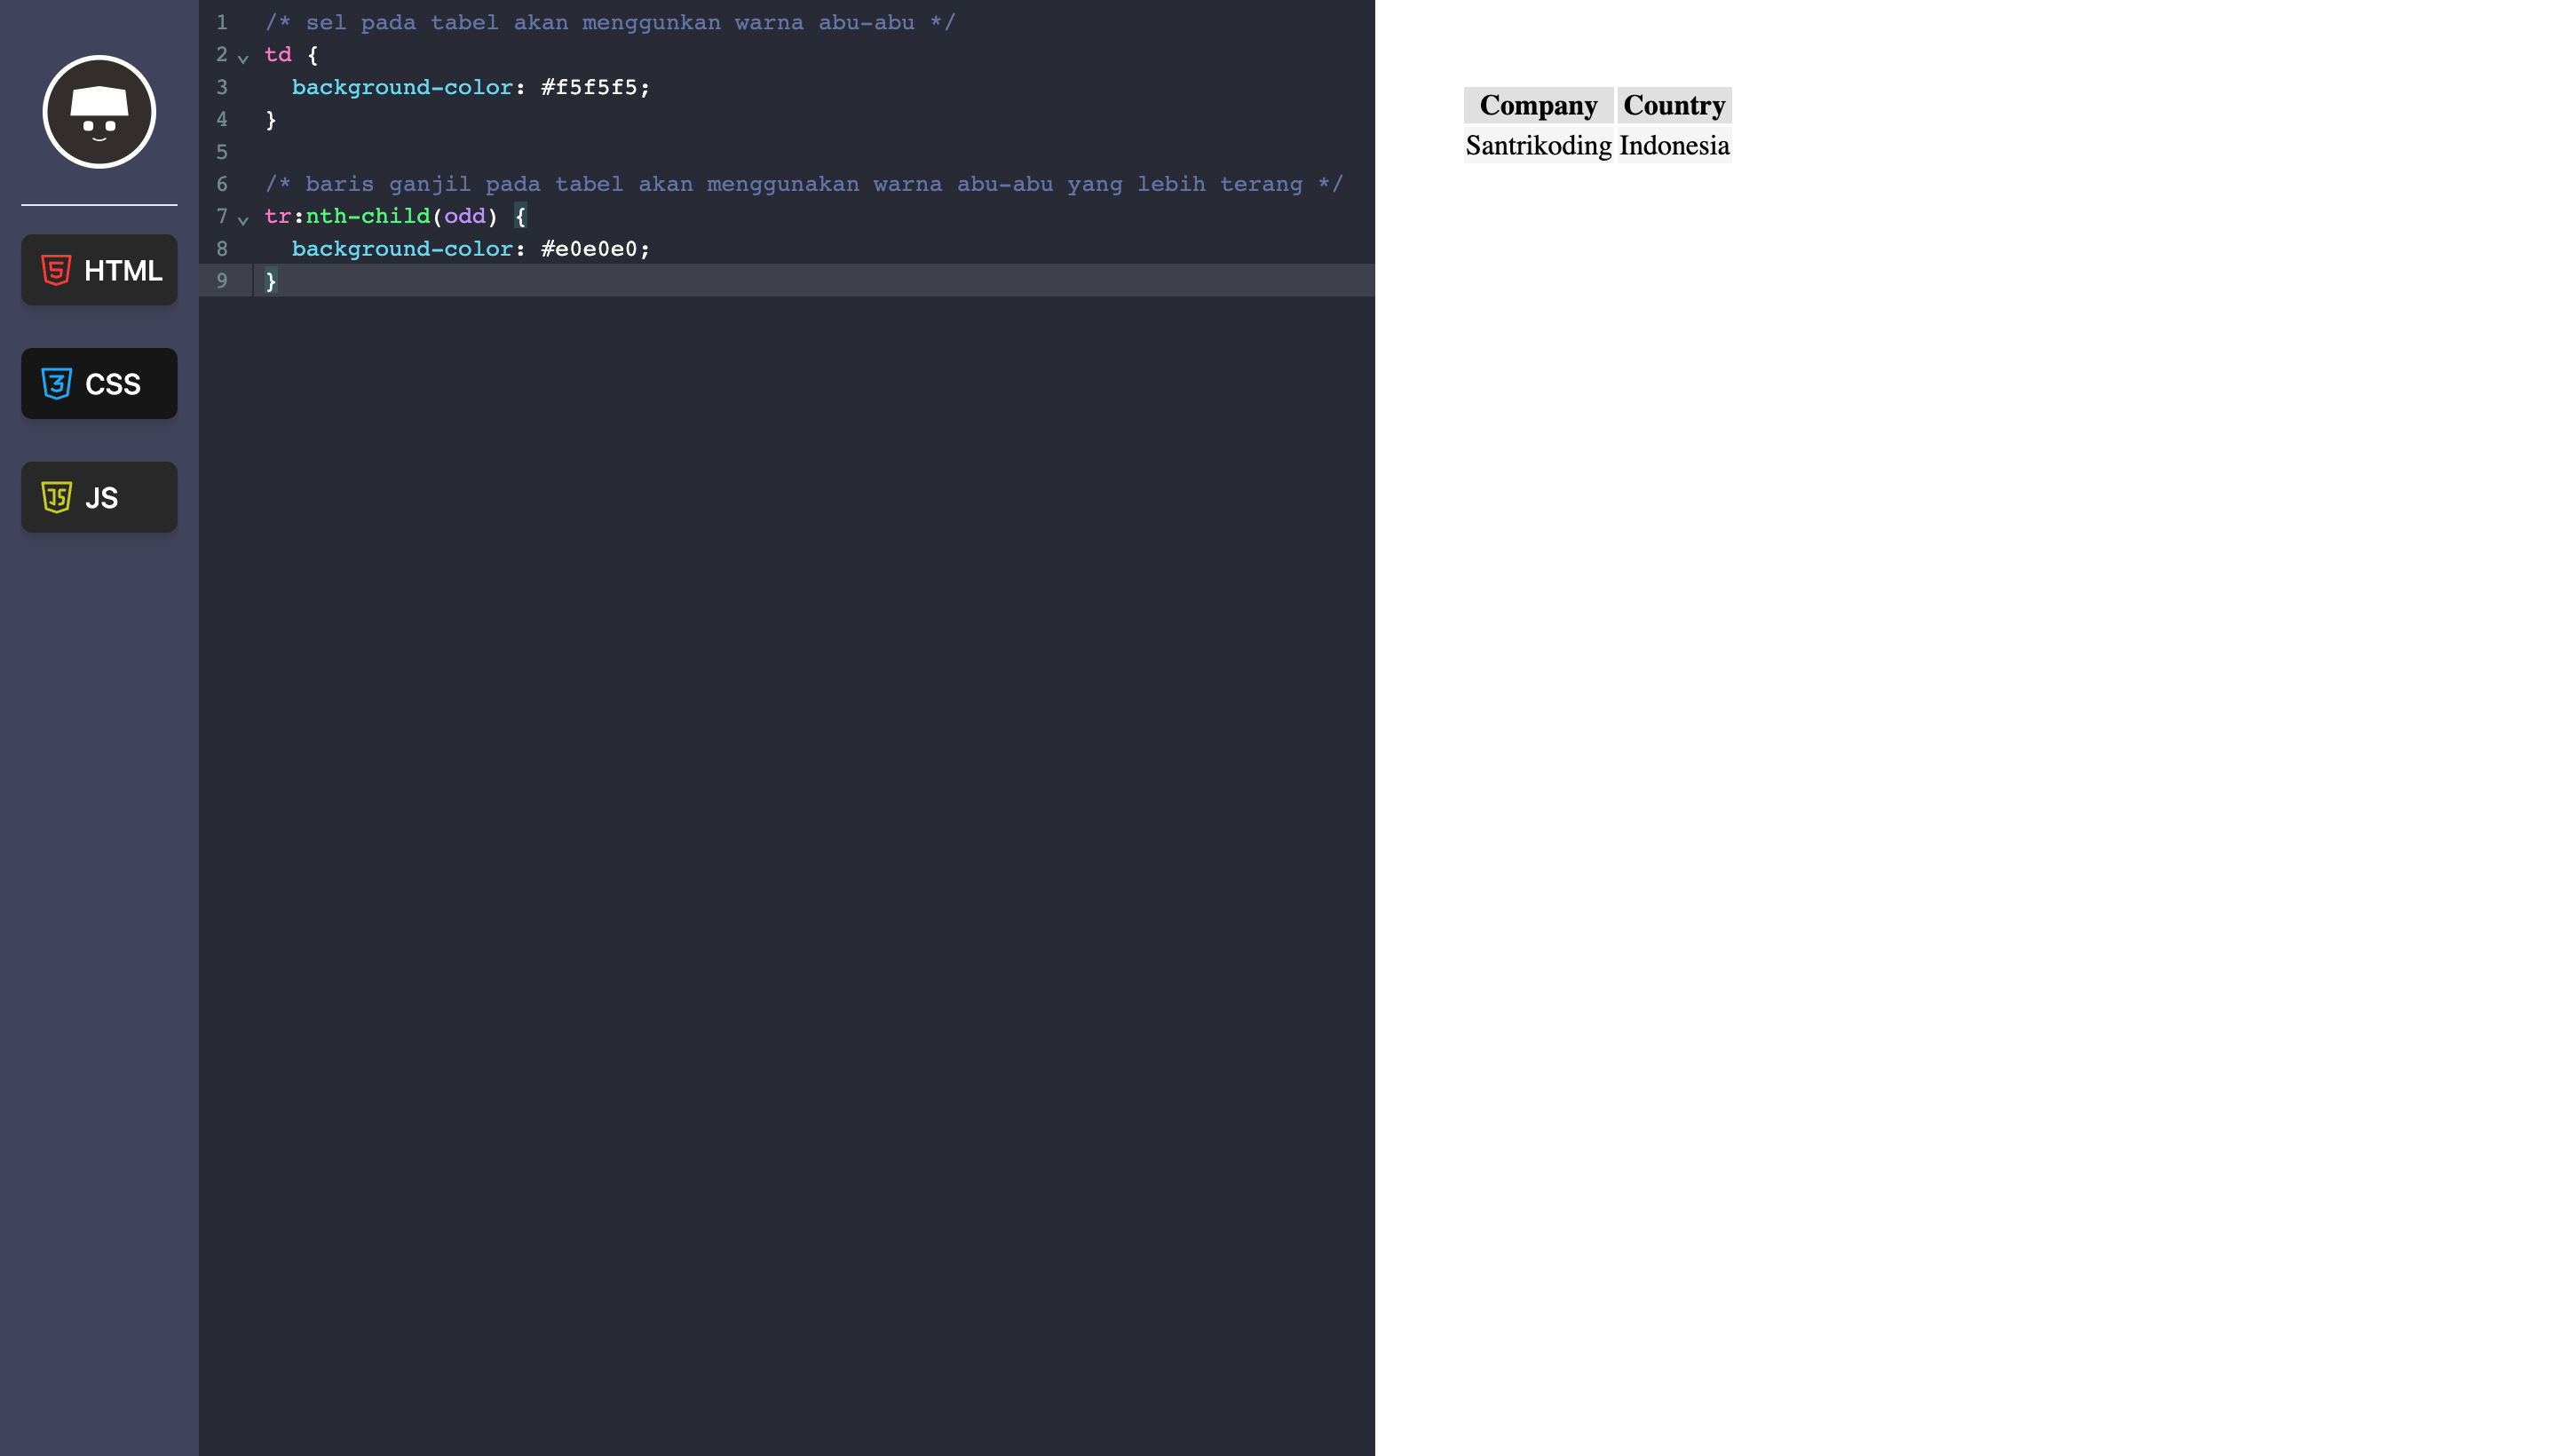 HTML
CSS
JS
1 /* sel pada tabel akan menggunkan warna abu-abu */
2 td {
3 background-color: #f5f5f5;
4 }
5
6 /* baris ganjil pada tabel akan menggunakan warna abu-abu yang lebih terang */
7 tr:nth-child(odd) {
8 background-color: #e0e0e0;
9 }
Company Country
Santrikoding Indonesia